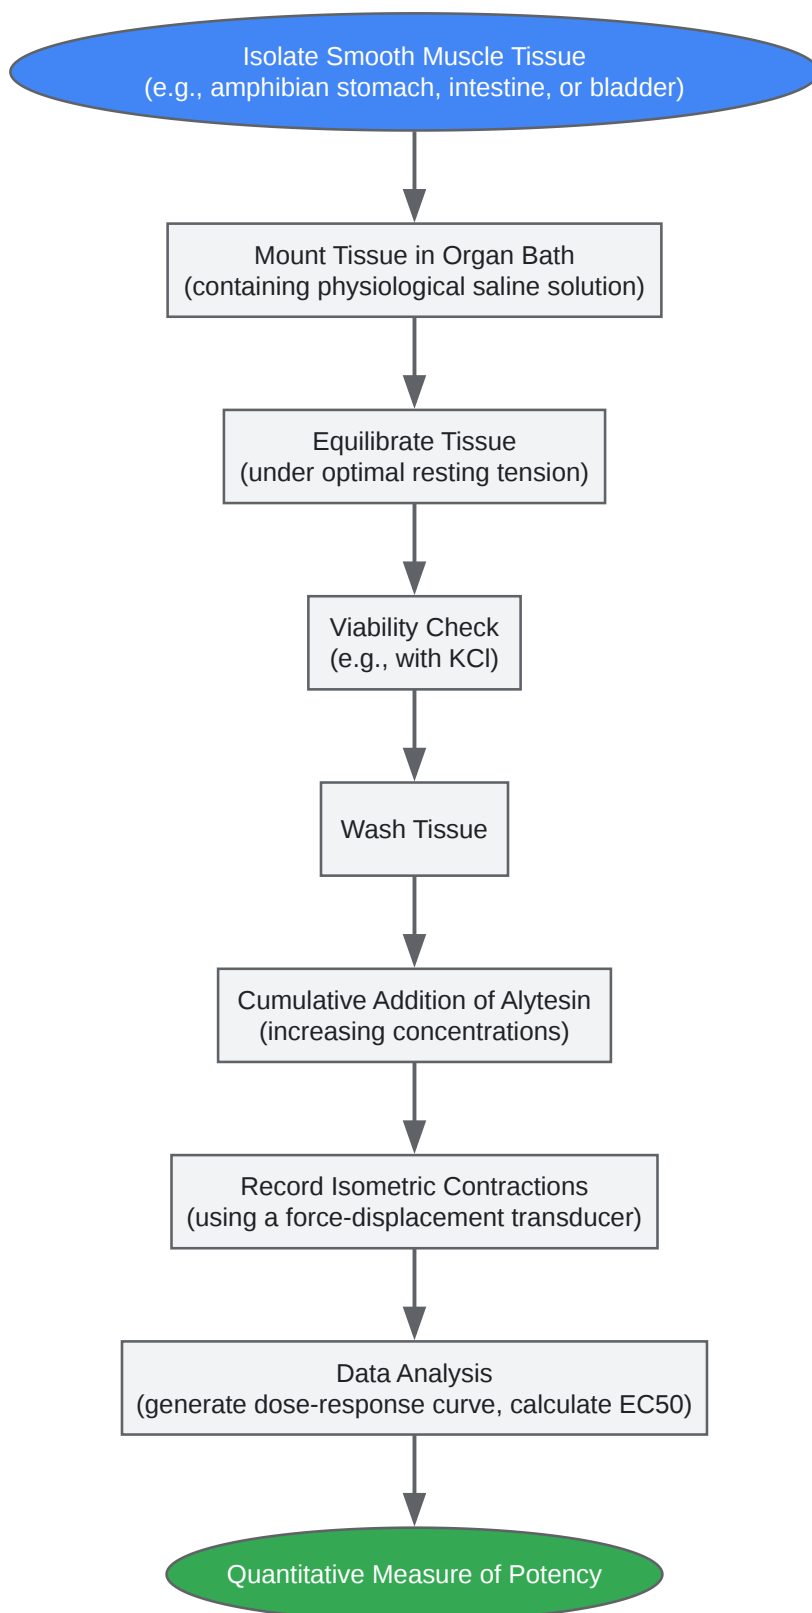 Isolate Smooth Muscle Tissue
(e.g., amphibian stomach, intestine, or bladder)
Mount Tissue in Organ Bath
(containing physiological saline solution)
Equilibrate Tissue
(under optimal resting tension)
Viability Check
(e.g., with KCl)
Wash Tissue
Cumulative Addition of Alytesin
(increasing concentrations)
Record Isometric Contractions
(using a force-displacement transducer)
Data Analysis
(generate dose-response curve, calculate EC50)
Quantitative Measure of Potency